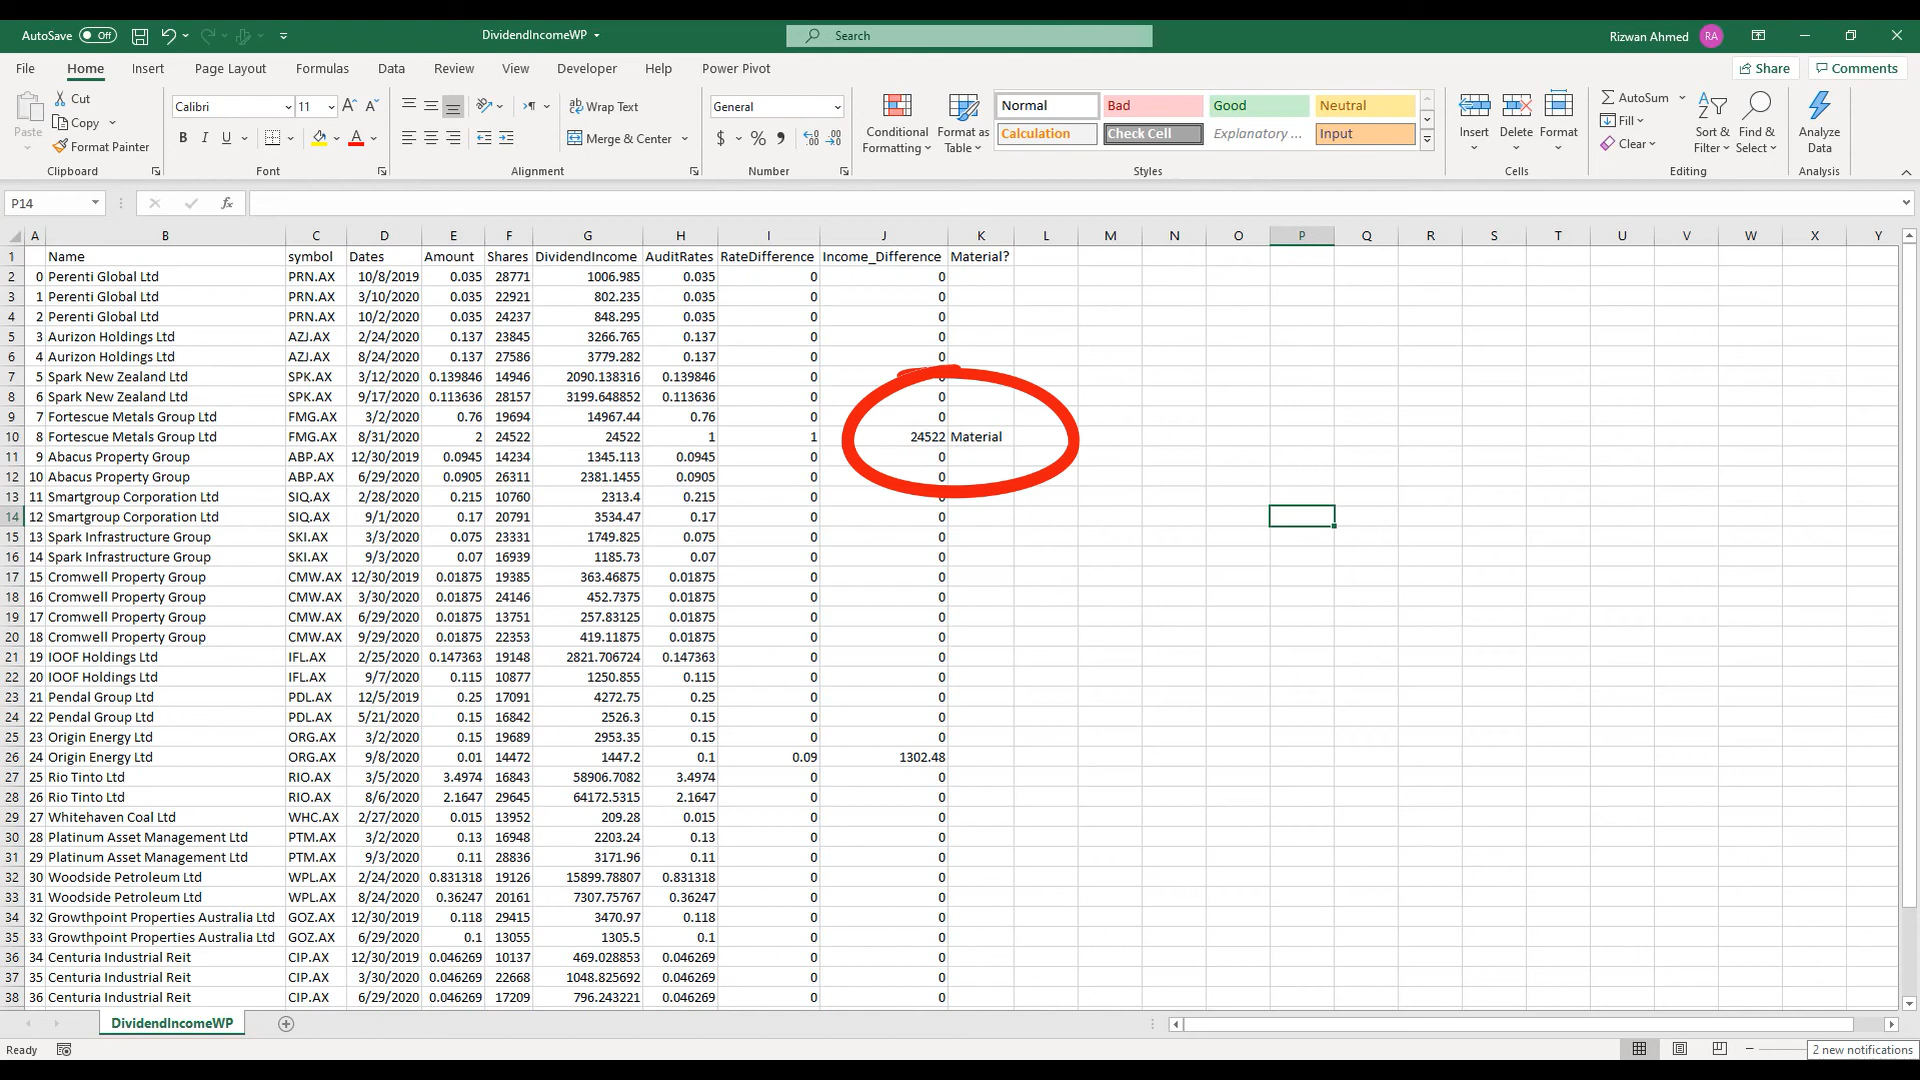 AutoSave Off DividendIncomeWP Search Rizwan Ahmed RA
File Home Insert Page Layout Formulas Data Review View Developer Help Power Pivot Share Comments
Paste Cut Copy Format Painter Clipboard
Calibri 11 B I U A Font
Wrap Text Merge & Center Alignment
General $ % Number
Conditional Formatting Format as Table Normal Bad Good Neutral Calculation Check Cell Explanatory ... Input Styles
Insert Delete Format Cells
AutoSum Fill Clear Sort & Filter Find & Select Editing
Analyze Data Analysis
P14 fx
A B C D E F G H I J K L M N O P Q R S T U V W X Y
1 Name symbol Dates Amount Shares DividendIncome AuditRates RateDifference Income_Difference Material?
2 0 Perenti Global Ltd PRN.AX 10/8/2019 0.035 28771 1006.985 0.035 0 0
3 1 Perenti Global Ltd PRN.AX 3/10/2020 0.035 22921 802.235 0.035 0 0
4 2 Perenti Global Ltd PRN.AX 10/2/2020 0.035 24237 848.295 0.035 0 0
5 3 Aurizon Holdings Ltd AZJ.AX 2/24/2020 0.137 23845 3266.765 0.137 0 0
6 4 Aurizon Holdings Ltd AZJ.AX 8/24/2020 0.137 27586 3779.282 0.137 0 0
7 5 Spark New Zealand Ltd SPK.AX 3/12/2020 0.139846 14946 2090.138316 0.139846 0 0
8 6 Spark New Zealand Ltd SPK.AX 9/17/2020 0.113636 28157 3199.648852 0.113636 0 0
9 7 Fortescue Metals Group Ltd FMG.AX 3/2/2020 0.76 19694 14967.44 0.76 0 0
10 8 Fortescue Metals Group Ltd FMG.AX 8/31/2020 2 24522 24522 1 1 24522 Material
11 9 Abacus Property Group ABP.AX 12/30/2019 0.0945 14234 1345.113 0.0945 0 0
12 10 Abacus Property Group ABP.AX 6/29/2020 0.0905 26311 2381.1455 0.0905 0 0
13 11 Smartgroup Corporation Ltd SIQ.AX 2/28/2020 0.215 10760 2313.4 0.215 0 0
14 12 Smartgroup Corporation Ltd SIQ.AX 9/1/2020 0.17 20791 3534.47 0.17 0 0
15 13 Spark Infrastructure Group SKI.AX 3/3/2020 0.075 23331 1749.825 0.075 0 0
16 14 Spark Infrastructure Group SKI.AX 9/3/2020 0.07 16939 1185.73 0.07 0 0
17 15 Cromwell Property Group CMW.AX 12/30/2019 0.01875 19385 363.46875 0.01875 0 0
18 16 Cromwell Property Group CMW.AX 3/30/2020 0.01875 24146 452.7375 0.01875 0 0
19 17 Cromwell Property Group CMW.AX 6/29/2020 0.01875 13751 257.83125 0.01875 0 0
20 18 Cromwell Property Group CMW.AX 9/29/2020 0.01875 22353 419.11875 0.01875 0 0
21 19 IOOF Holdings Ltd IFL.AX 2/25/2020 0.147363 19148 2821.706724 0.147363 0 0
22 20 IOOF Holdings Ltd IFL.AX 9/7/2020 0.115 10877 1250.855 0.115 0 0
23 21 Pendal Group Ltd PDL.AX 12/5/2019 0.25 17091 4272.75 0.25 0 0
24 22 Pendal Group Ltd PDL.AX 5/21/2020 0.15 16842 2526.3 0.15 0 0
25 23 Origin Energy Ltd ORG.AX 3/2/2020 0.15 19689 2953.35 0.15 0 0
26 24 Origin Energy Ltd ORG.AX 9/8/2020 0.01 14472 1447.2 0.1 0.09 1302.48
27 25 Rio Tinto Ltd RIO.AX 3/5/2020 3.4974 16843 58906.7082 3.4974 0 0
28 26 Rio Tinto Ltd RIO.AX 8/6/2020 2.1647 29645 64172.5315 2.1647 0 0
29 27 Whitehaven Coal Ltd WHC.AX 2/27/2020 0.015 13952 209.28 0.015 0 0
30 28 Platinum Asset Management Ltd PTM.AX 3/2/2020 0.13 16948 2203.24 0.13 0 0
31 29 Platinum Asset Management Ltd PTM.AX 9/3/2020 0.11 28836 3171.96 0.11 0 0
32 30 Woodside Petroleum Ltd WPL.AX 2/24/2020 0.831318 19126 15899.78807 0.831318 0 0
33 31 Woodside Petroleum Ltd WPL.AX 8/24/2020 0.36247 20161 7307.75767 0.36247 0 0
34 32 Growthpoint Properties Australia Ltd GOZ.AX 12/30/2019 0.118 29415 3470.97 0.118 0 0
35 33 Growthpoint Properties Australia Ltd GOZ.AX 6/29/2020 0.1 13055 1305.5 0.1 0 0
36 34 Centuria Industrial Reit CIP.AX 12/30/2019 0.046269 10137 469.028853 0.046269 0 0
37 35 Centuria Industrial Reit CIP.AX 3/30/2020 0.046269 22668 1048.825692 0.046269 0 0
38 36 Centuria Industrial Reit CIP.AX 6/29/2020 0.046269 17209 796.243221 0.046269 0 0
DividendIncomeWP
Ready 2 new notifications